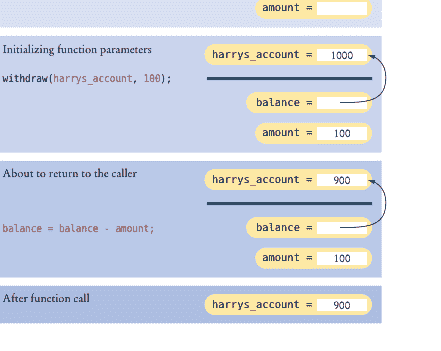 amount =
Initializing function parameters
harrys_account = 1000
withdraw(harrys_account, 100);
balance =
amount = 100
About to return to the caller
harrys_account = 900
balance = balance - amount;
balance =
amount = 100
After function call
harrys_account = 900